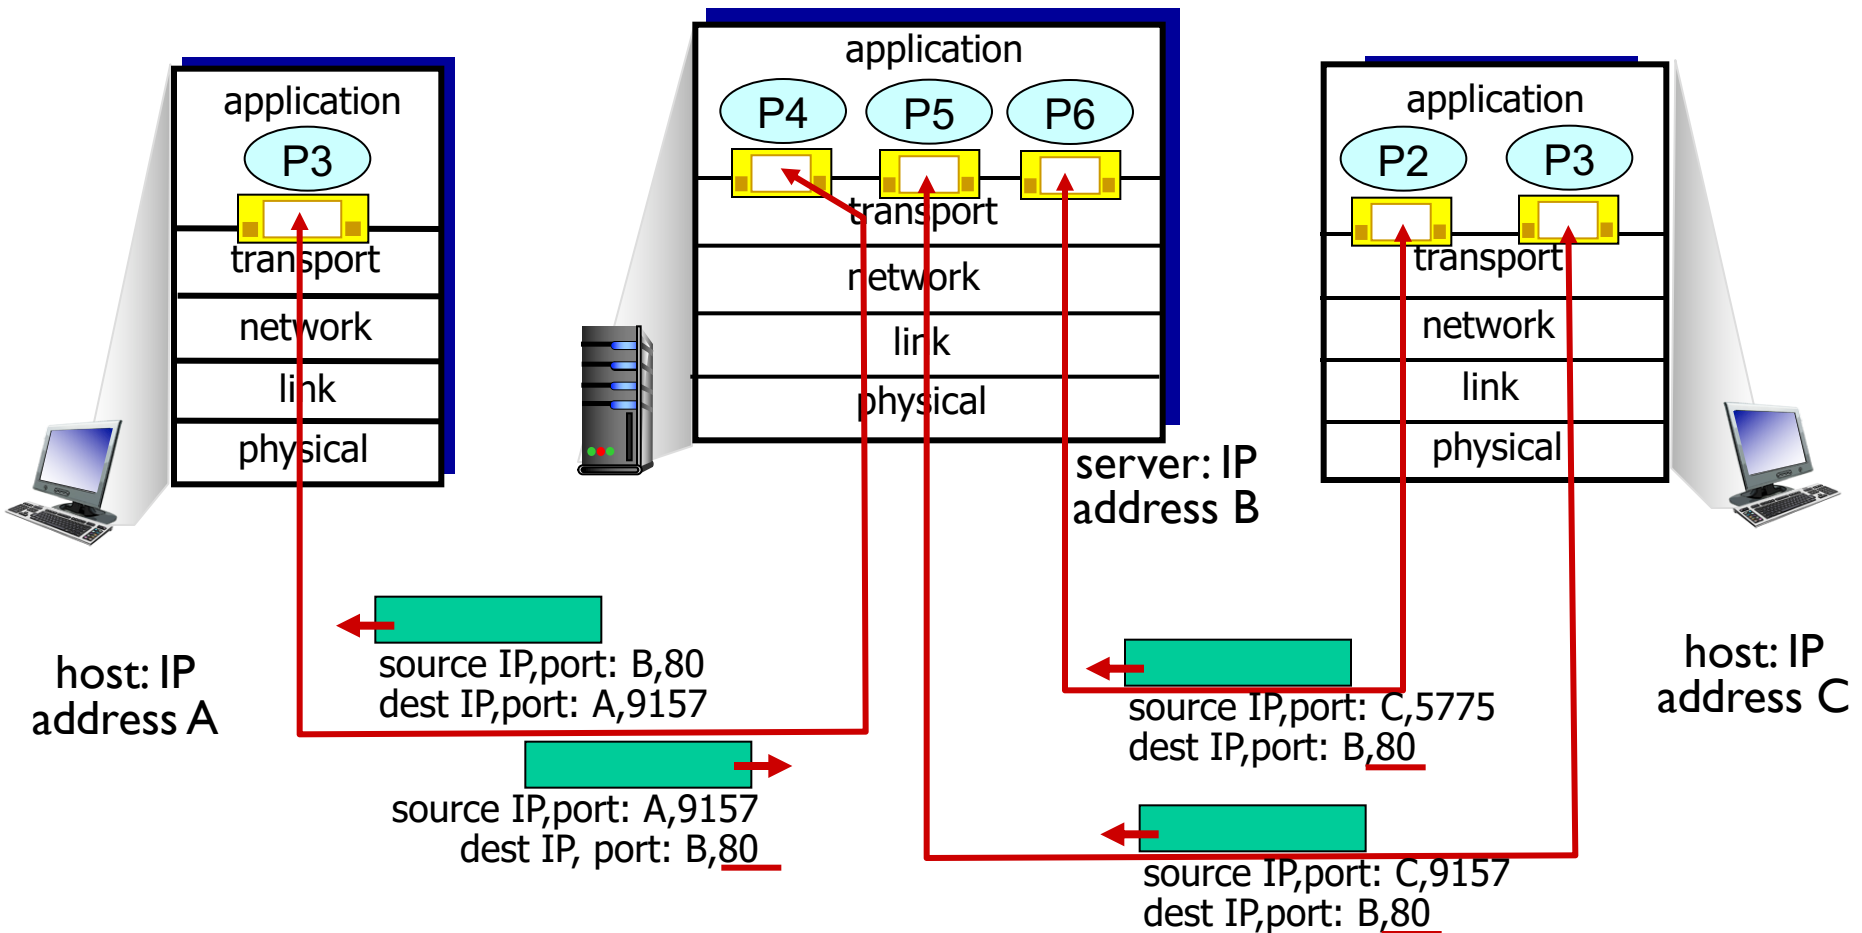 application
P3
transport
network
link
physical
host: IP
address A
application
P4 P5 P6
transport
network
link
physical
server: IP
address B
application
P2 P3
transport
network
link
physical
host: IP
address C
source IP,port: B,80
dest IP,port: A,9157
source IP,port: A,9157
dest IP, port: B,80
source IP,port: C,5775
dest IP,port: B,80
source IP,port: C,9157
dest IP,port: B,80